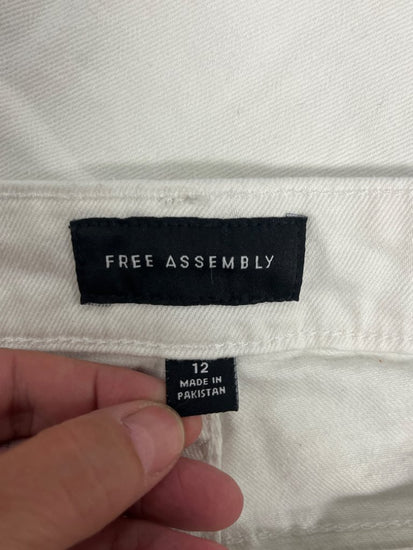 FREE ASSEMBLY
12
MADE IN
PAKISTAN